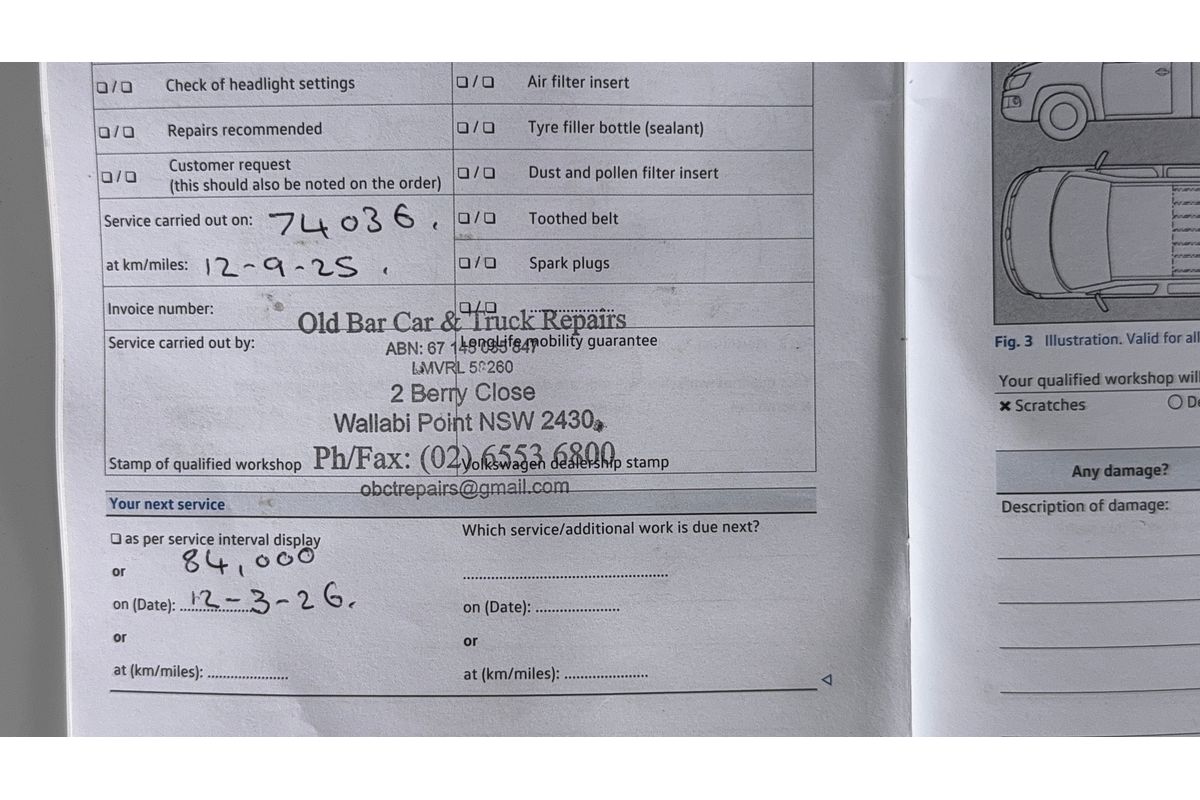 ❏/❏ Check of headlight settings
❏/❏ Repairs recommended
❏/❏ Customer request
(this should also be noted on the order)
Service carried out on: 74036.
at km/miles: 12-9-25.
Invoice number:
Service carried out by:
Stamp of qualified workshop
❏/❏ Air filter insert
❏/❏ Tyre filler bottle (sealant)
❏/❏ Dust and pollen filter insert
❏/❏ Toothed belt
❏/❏ Spark plugs
❏/❏ ....................
LongLife mobility guarantee
Volkswagen dealership stamp
Old Bar Car & Truck Repairs
ABN: 67
2 Berry Close
Wallabi Point NSW 2430
Ph/Fax: (02) 6553 6800
obctrepairs@gmail.com
Your next service
❏ as per service interval display
84,000
or
on (Date): 12-3-26.
or
at (km/miles): ....................
Which service/additional work is due next?
..................................................
on (Date): ....................
or
at (km/miles): ....................
Fig. 3 Illustration. Valid for all
Your qualified workshop will
✖ Scratches
Any damage?
Description of damage: